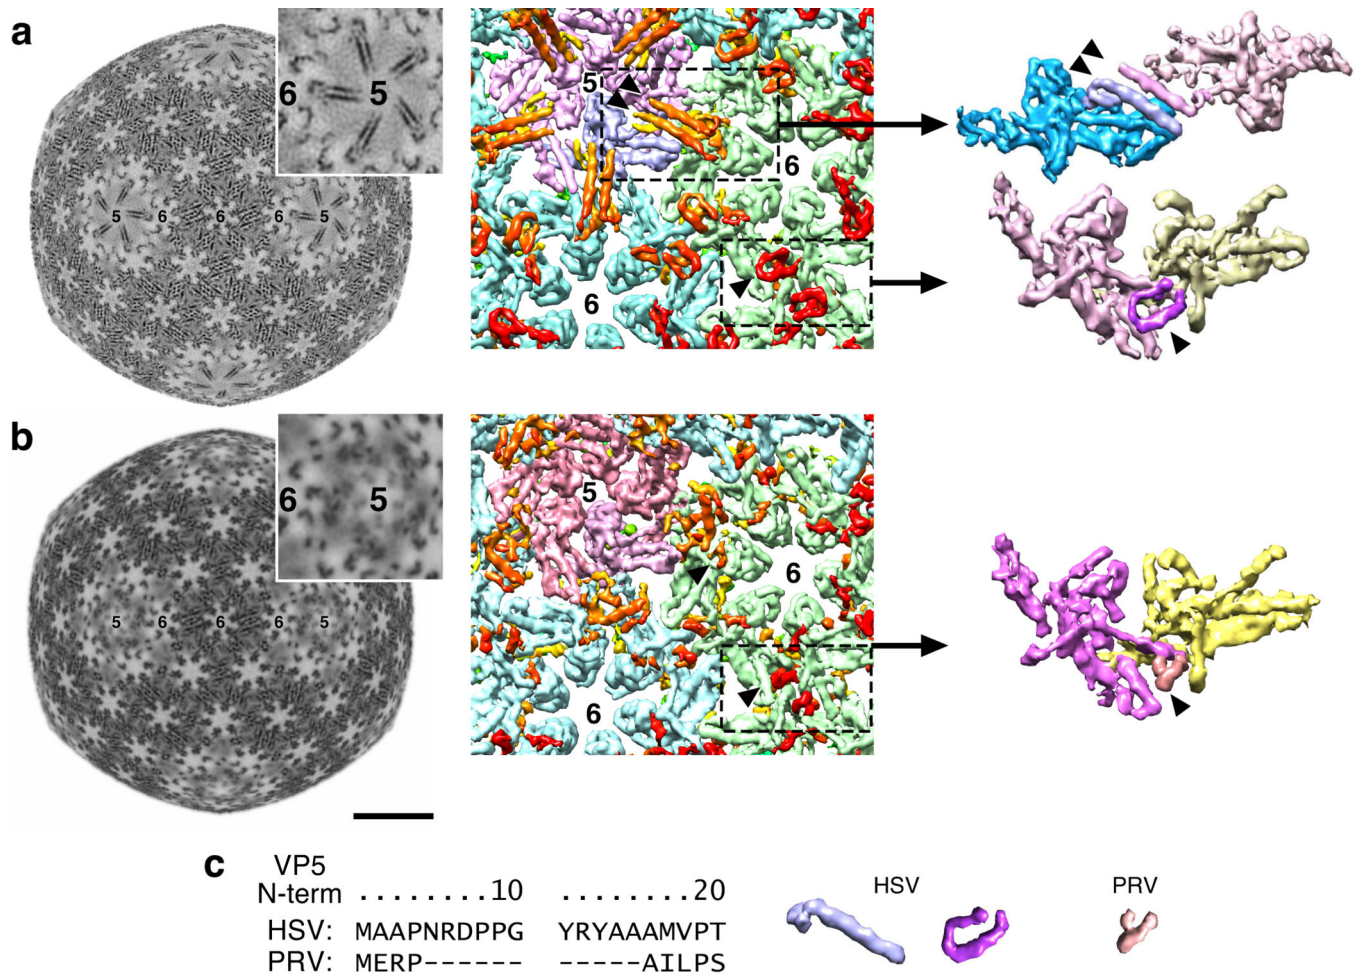 a
6 5
5 6 6 6 5
5
6
6
b
6 5
5 6 6 6 5
5
6
6
c
VP5
N-term ........10 ........20
HSV: MAAPNRDPPG YRYAAAMVPT
PRV: MERP------ -----AILPS
HSV PRV